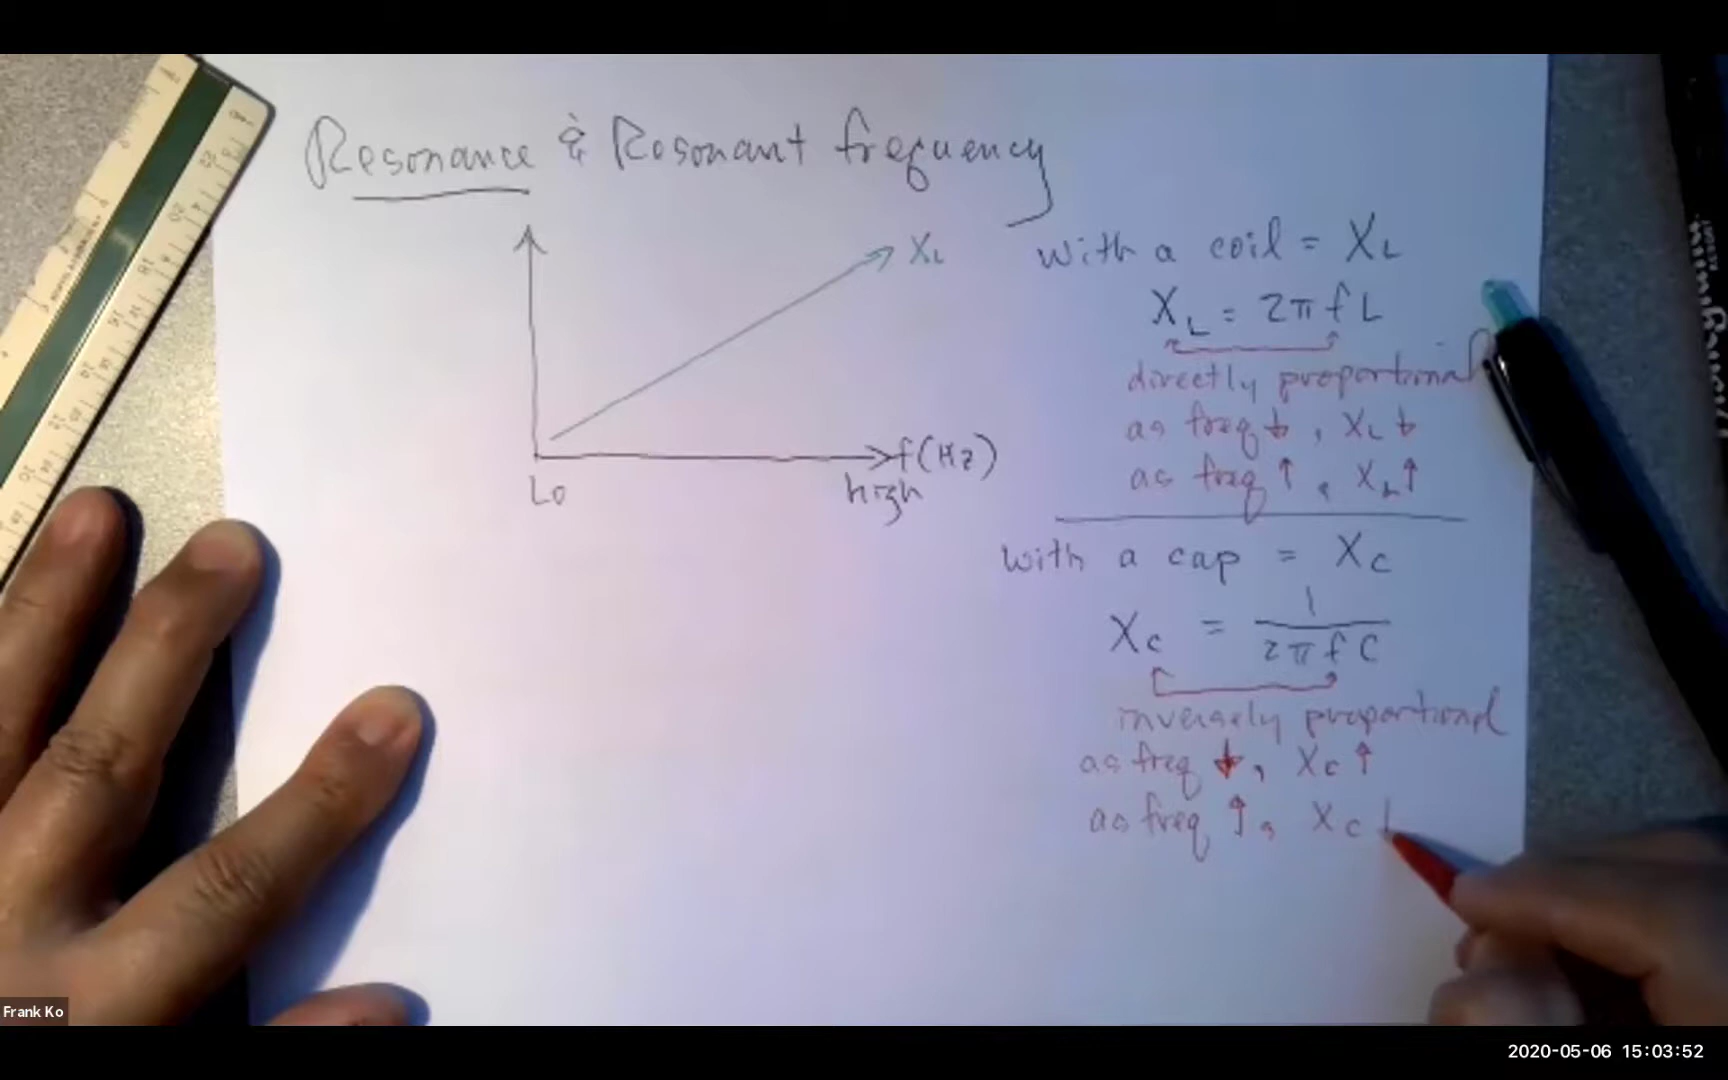 Resonance & Resonant frequency
XL
f(Hz)
Lo
high
with a coil = XL
XL = 2π f L
directly proportional
as freq ↓, XL ↓
as freq ↑, XL ↑
with a cap = Xc
Xc = 1 / 2π f C
inversely proportional
as freq ↓, Xc ↑
as freq ↑, Xc ↓
Frank Ko
2020-05-06 15:03:52